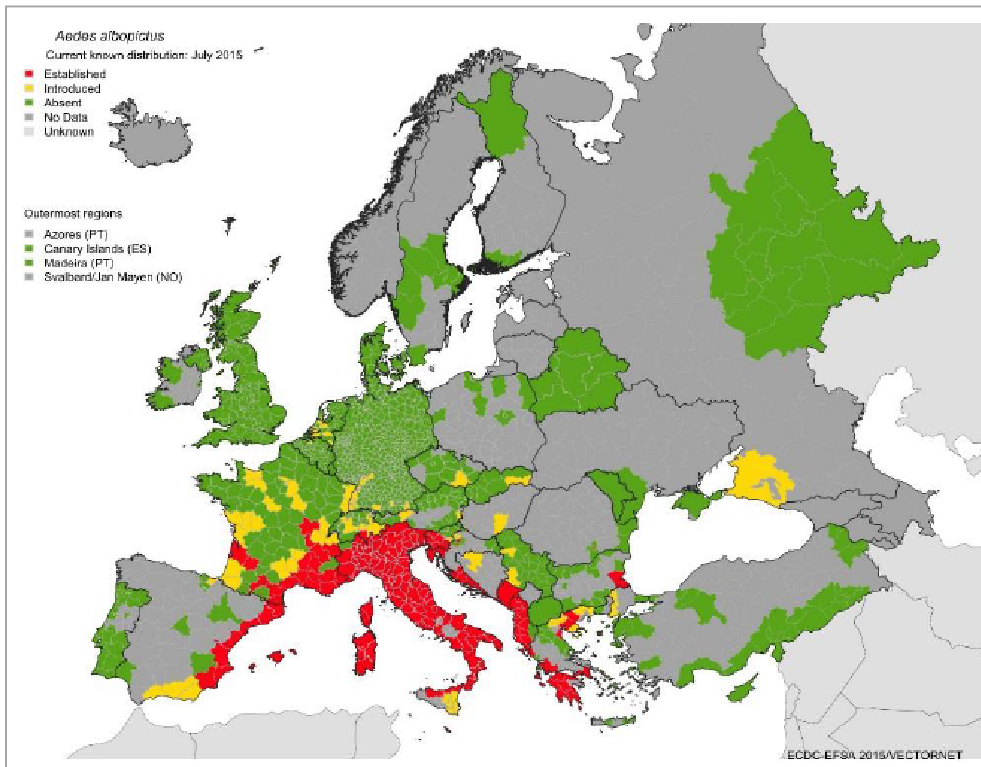 Aedes albopictus
Current known distribution: July 2015
Established
Introduced
Absent
No Data
Unknown
Outermost regions
Azores (PT)
Canary Islands (ES)
Madeira (PT)
Svalbard/Jan Mayen (NO)
ECDC-EFSA 2015/VECTORNET